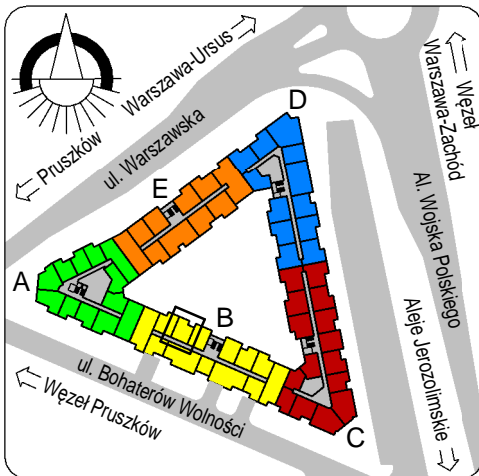 Warszawa-Ursus
Pruszków
ul. Warszawska
Węzeł
Warszawa-Zachód
Al. Wojska Polskiego
Aleje Jerozolimskie
D
E
A
B
C
ul. Bohaterów Wolności
Węzeł Pruszków